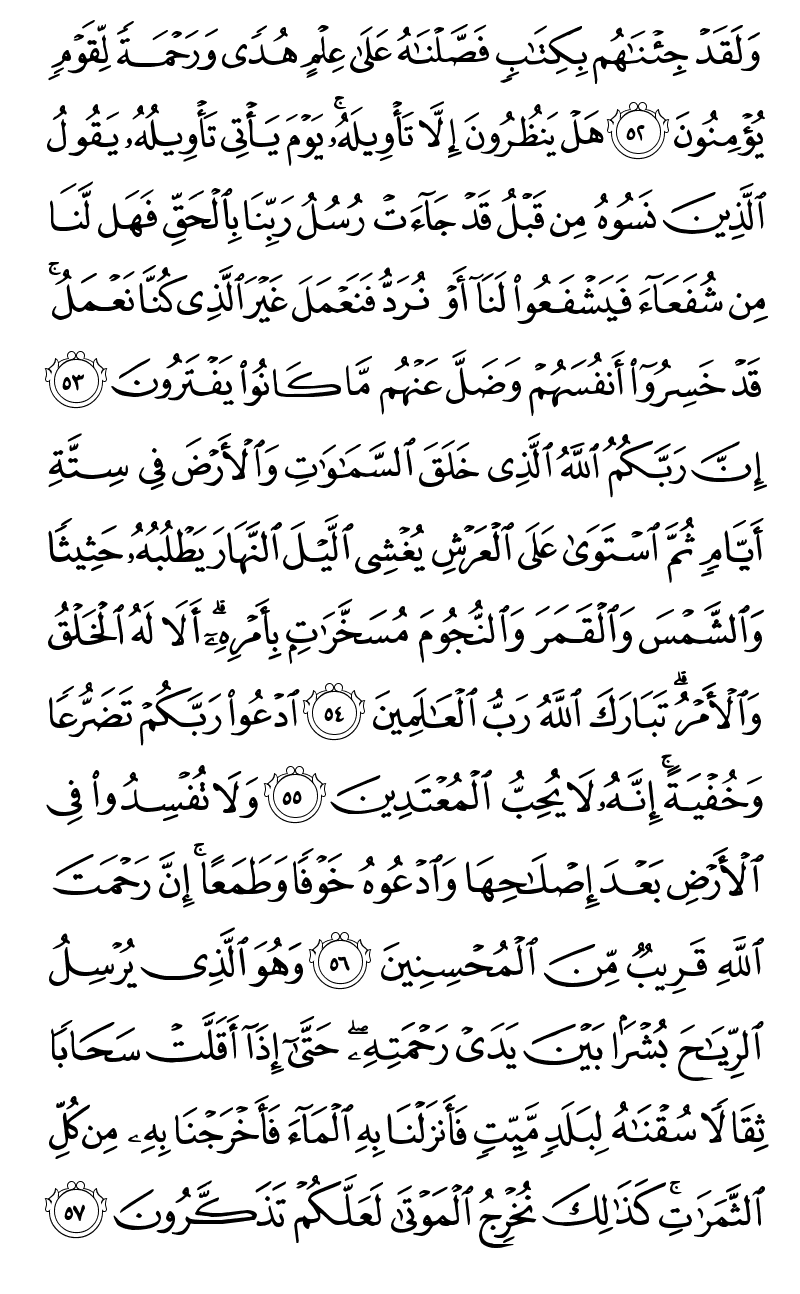 وَلَقَدۡ جِئۡنَٰهُم بِكِتَٰبٖ فَصَّلۡنَٰهُ عَلَىٰ عِلۡمٍ هُدٗى وَرَحۡمَةٗ لِّقَوۡمٖ
يُؤۡمِنُونَ ٥٢ هَلۡ يَنظُرُونَ إِلَّا تَأۡوِيلَهُۥۚ يَوۡمَ يَأۡتِي تَأۡوِيلُهُۥ يَقُولُ
ٱلَّذِينَ نَسُوهُ مِن قَبۡلُ قَدۡ جَآءَتۡ رُسُلُ رَبِّنَا بِٱلۡحَقِّ فَهَل لَّنَا
مِن شُفَعَآءَ فَيَشۡفَعُواْ لَنَآ أَوۡ نُرَدُّ فَنَعۡمَلَ غَيۡرَ ٱلَّذِي كُنَّا نَعۡمَلُۚ
قَدۡ خَسِرُوٓاْ أَنفُسَهُمۡ وَضَلَّ عَنۡهُم مَّا كَانُواْ يَفۡتَرُونَ ٥٣
إِنَّ رَبَّكُمُ ٱللَّهُ ٱلَّذِي خَلَقَ ٱلسَّمَٰوَٰتِ وَٱلۡأَرۡضَ فِي سِتَّةِ
أَيَّامٖ ثُمَّ ٱسۡتَوَىٰ عَلَى ٱلۡعَرۡشِ يُغۡشِي ٱلَّيۡلَ ٱلنَّهَارَ يَطۡلُبُهُۥ حَثِيثٗا
وَٱلشَّمۡسَ وَٱلۡقَمَرَ وَٱلنُّجُومَ مُسَخَّرَٰتِۭ بِأَمۡرِهِۦٓۗ أَلَا لَهُ ٱلۡخَلۡقُ
وَٱلۡأَمۡرُۗ تَبَارَكَ ٱللَّهُ رَبُّ ٱلۡعَٰلَمِينَ ٥٤ ٱدۡعُواْ رَبَّكُمۡ تَضَرُّعٗا
وَخُفۡيَةًۚ إِنَّهُۥ لَا يُحِبُّ ٱلۡمُعۡتَدِينَ ٥٥ وَلَا تُفۡسِدُواْ فِي
ٱلۡأَرۡضِ بَعۡدَ إِصۡلَٰحِهَا وَٱدۡعُوهُ خَوۡفٗا وَطَمَعًاۚ إِنَّ رَحۡمَتَ
ٱللَّهِ قَرِيبٞ مِّنَ ٱلۡمُحۡسِنِينَ ٥٦ وَهُوَ ٱلَّذِي يُرۡسِلُ
ٱلرِّيَٰحَ بُشۡرَۢا بَيۡنَ يَدَيۡ رَحۡمَتِهِۦۖ حَتَّىٰٓ إِذَآ أَقَلَّتۡ سَحَابٗا
ثِقَالٗا سُقۡنَٰهُ لِبَلَدٖ مَّيِّتٖ فَأَنزَلۡنَا بِهِ ٱلۡمَآءَ فَأَخۡرَجۡنَا بِهِۦ مِن كُلِّ
ٱلثَّمَرَٰتِۚ كَذَٰلِكَ نُخۡرِجُ ٱلۡمَوۡتَىٰ لَعَلَّكُمۡ تَذَكَّرُونَ ٥٧